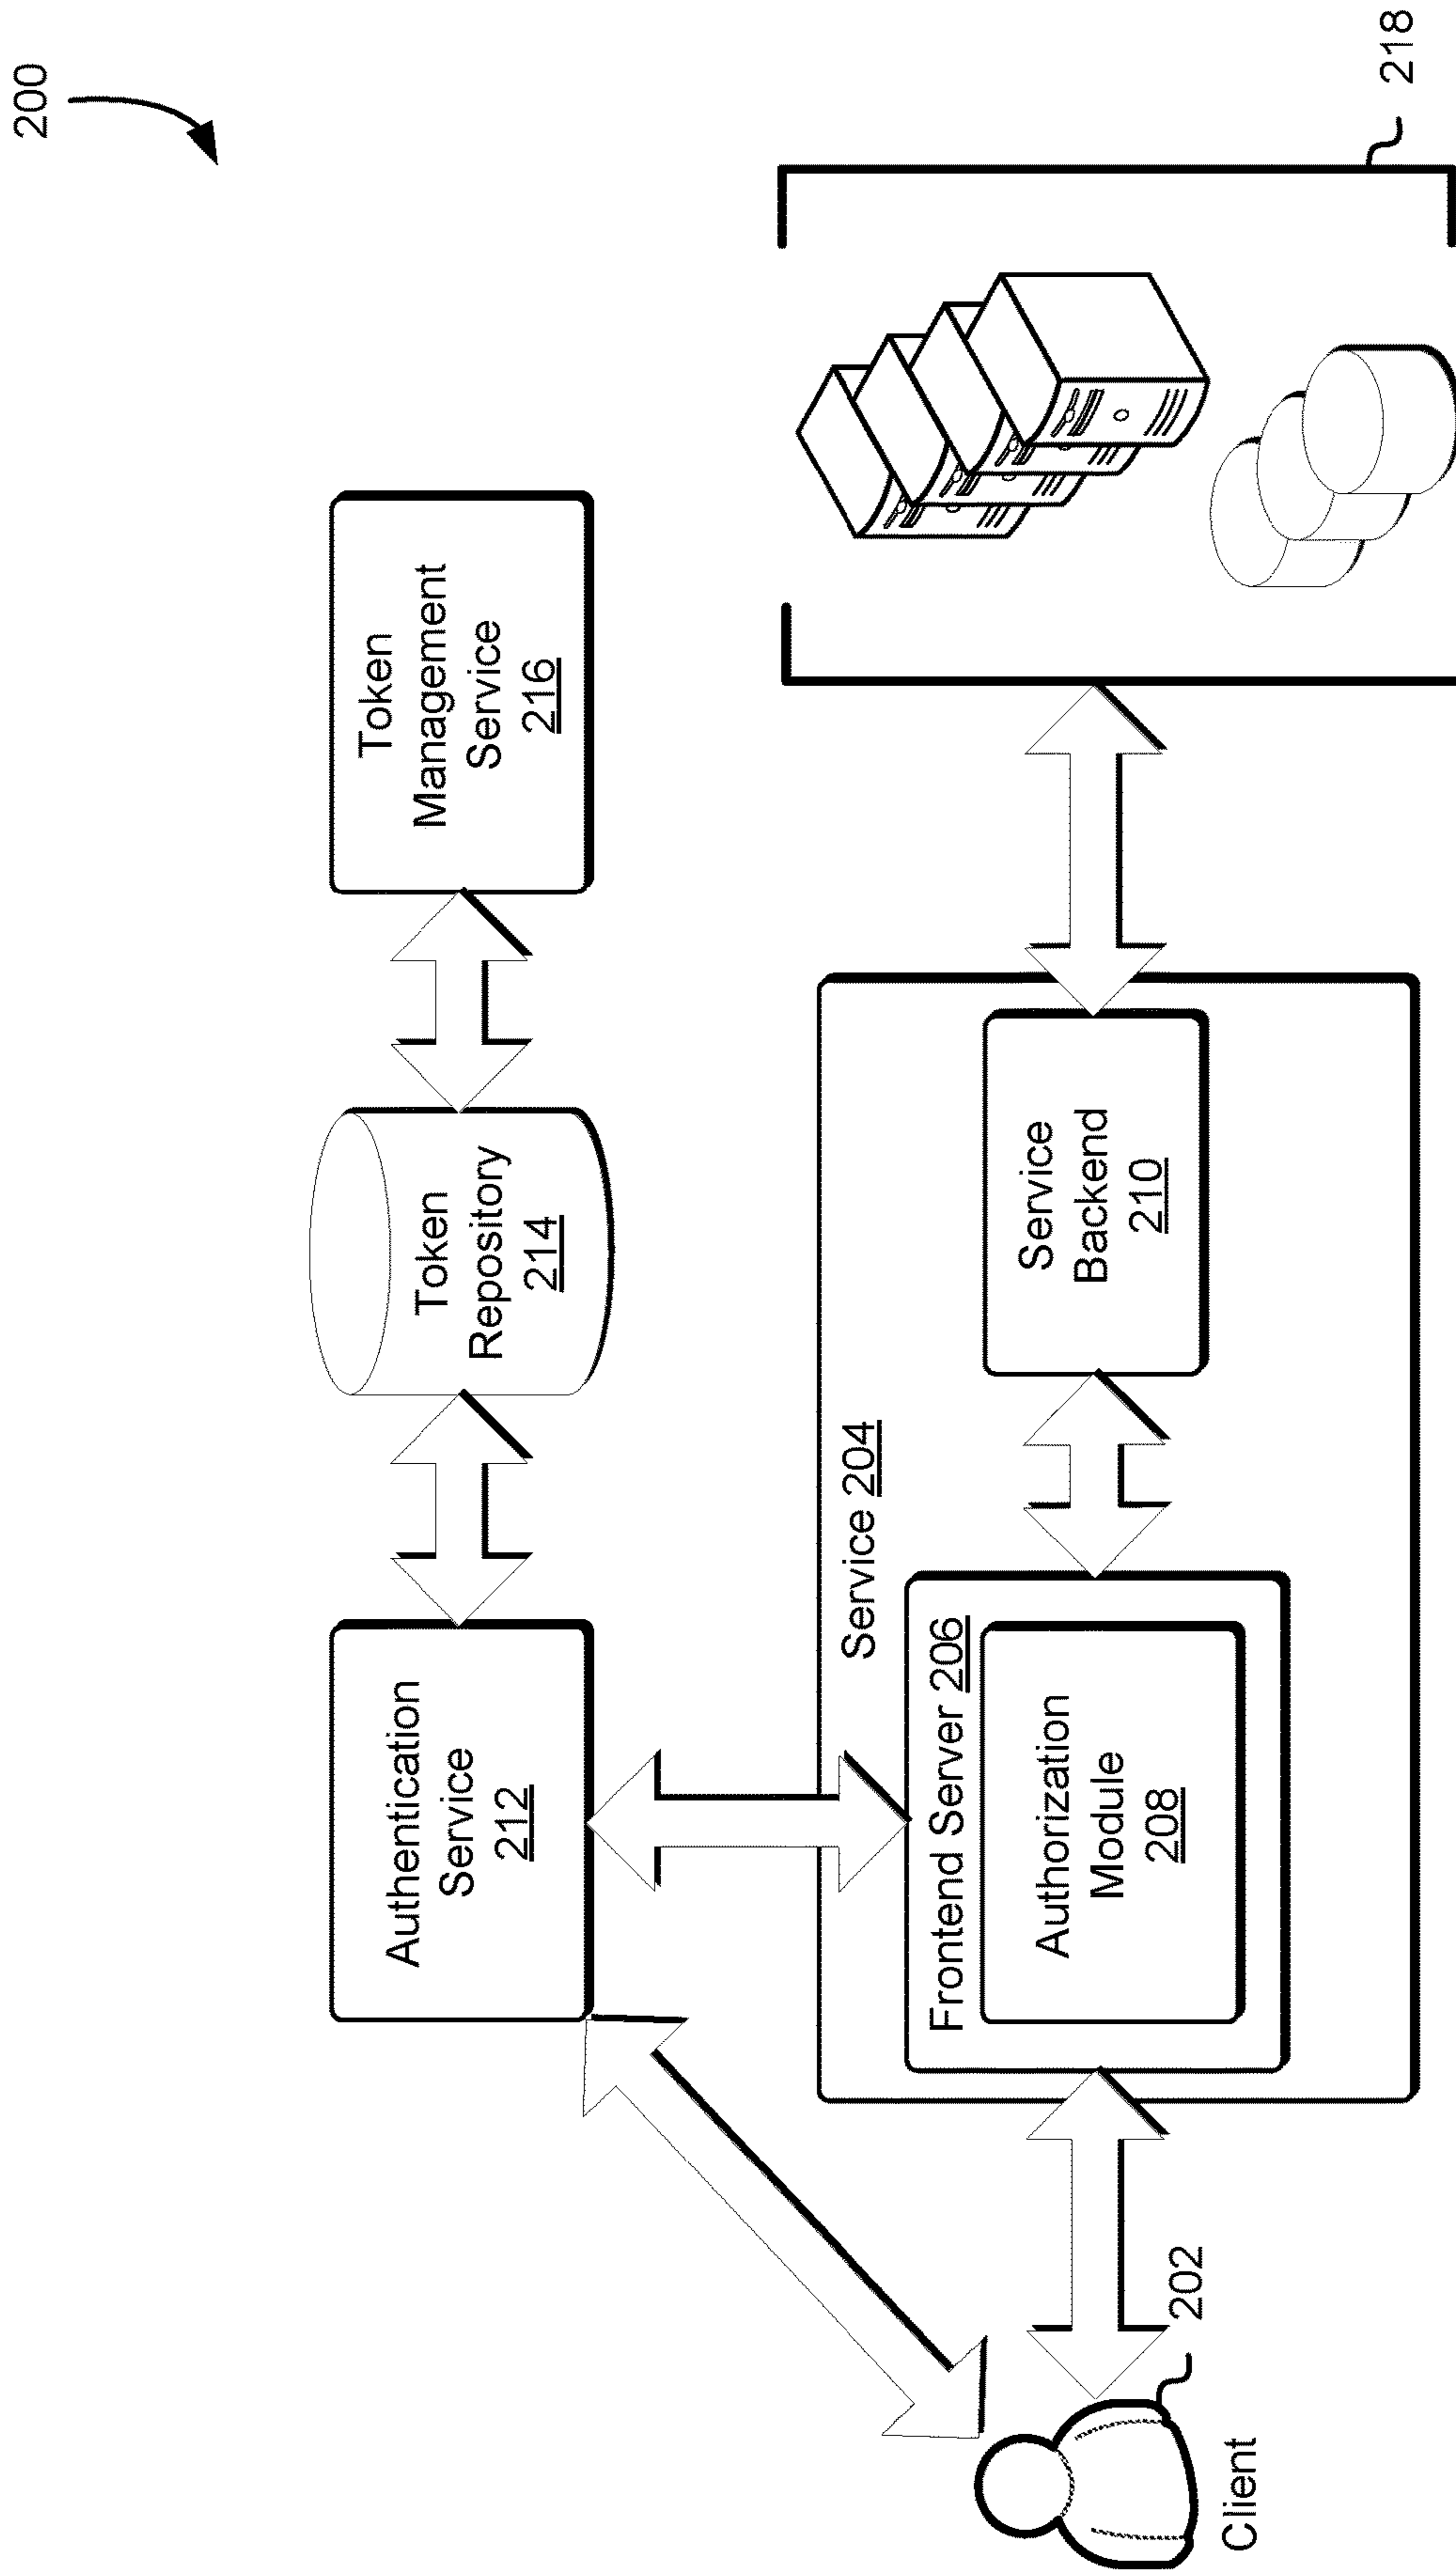 200
Authentication
Service
212
Token
Repository
214
Token
Management
Service
216
Service 204
Frontend Server 206
Authorization
Module
208
Service
Backend
210
202
Client
218